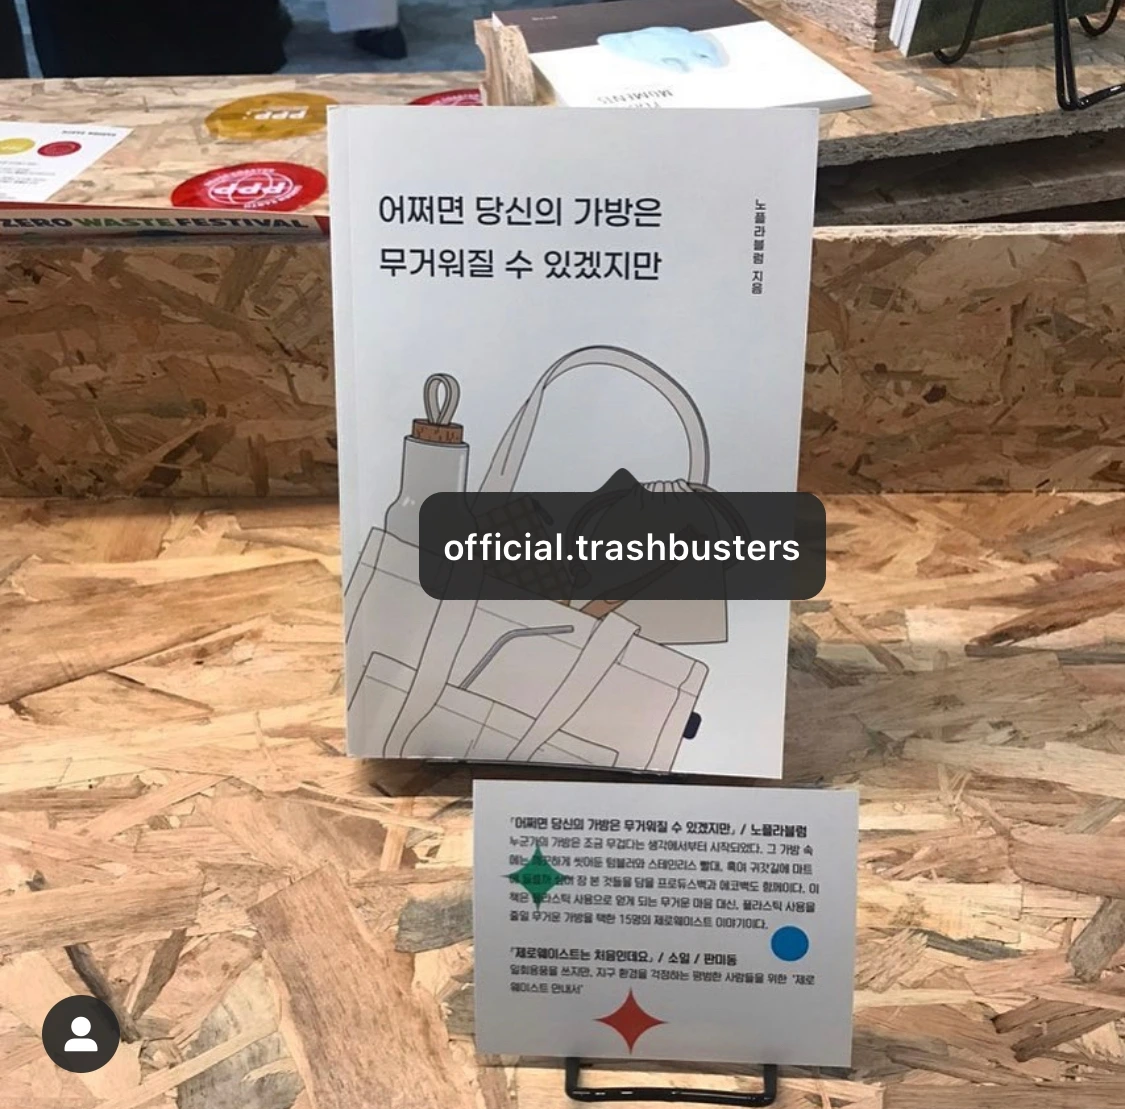 ppp
PERSONAL
MOMENTS
ppp
ZERO WASTE FESTIVAL
어쩌면 당신의 가방은
무거워질 수 있겠지만
노플라블럼 지음
official.trashbusters
「어쩌면 당신의 가방은 무거워질 수 있겠지만」 / 노플라블럼
누군가의 가방은 조금 무겁다는 생각에서부터 시작되었다. 그 가방 속
에는 깨끗하게 씻어둔 텀블러와 스테인리스 빨대, 혹여 귀갓길에 마트
에 들를까 싶어 장 본 것들을 담을 프로듀스백과 에코백도 함께이다. 이
책은 플라스틱 사용으로 얻게 되는 무거운 마음 대신, 플라스틱 사용을
줄일 무거운 가방을 택한 15명의 제로웨이스트 이야기이다.
「제로웨이스트는 처음인데요」 / 소일 / 판미동
일회용품을 쓰지만, 지구 환경을 걱정하는 평범한 사람들을 위한 '제로
웨이스트 안내서'